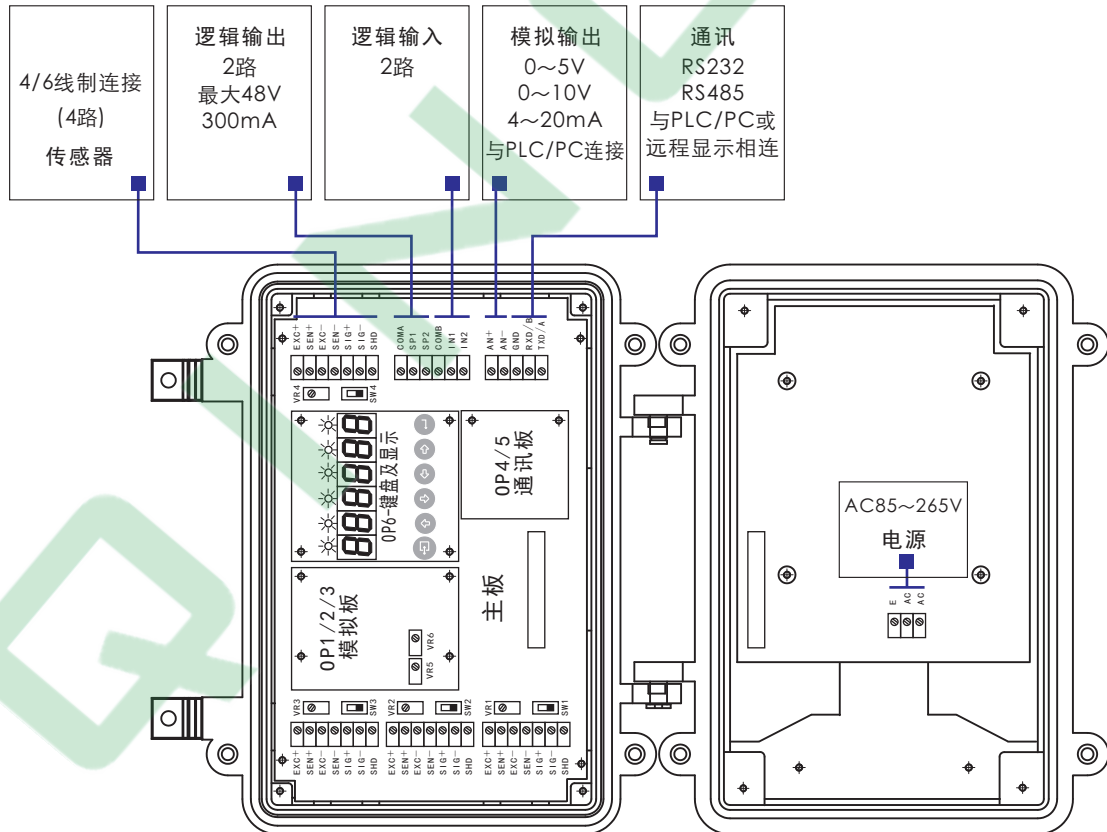 4/6线制连接
(4路)
传感器
逻辑输出
2路
最大48V
300mA
逻辑输入
2路
模拟输出
0～5V
0～10V
4～20mA
与PLC/PC连接
通讯
RS232
RS485
与PLC/PC或
远程显示相连
EXC+
SEN+
EXC-
SEN-
SIG+
SIG-
SHD
COMA
SP1
SP2
COMB
IN1
IN2
AN+
AN-
GND
RXD/B
TXD/A
VR4
SW4
OP6-键盘及显示
OP4/5
通讯板
OP1/2/3
模拟板
VR5
VR6
主板
VR3
SW3
VR2
SW2
VR1
SW1
EXC+
SEN+
EXC-
SEN-
SIG+
SIG-
SHD
EXC+
SEN+
EXC-
SEN-
SIG+
SIG-
SHD
EXC+
SEN+
EXC-
SEN-
SIG+
SIG-
SHD
AC85～265V
电源
E
AC
AC